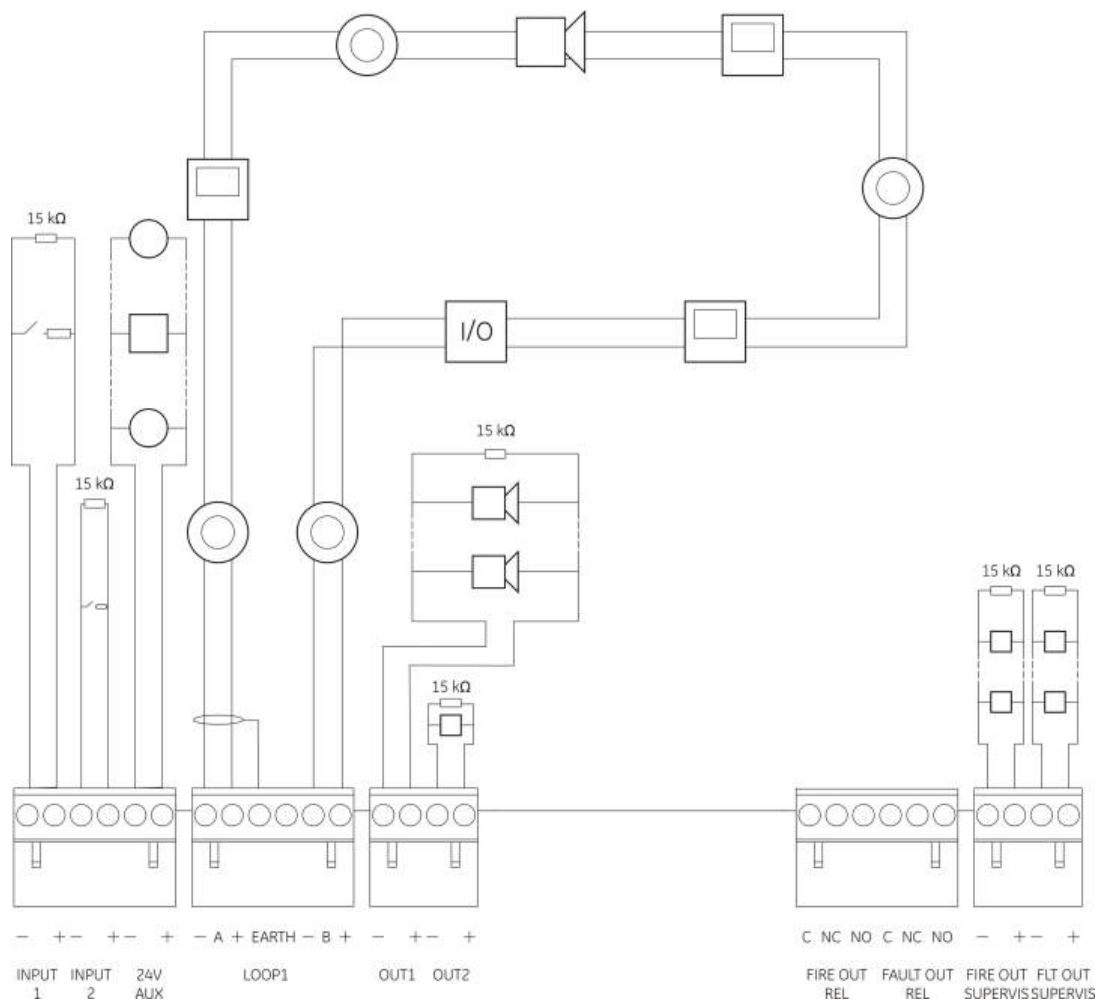 15 kΩ
I/O
15 kΩ
15 kΩ
15 kΩ 15 kΩ
15 kΩ
− + − + − + − A + EARTH − B + − + − + C NC NO C NC NO − + − +
INPUT INPUT 24V LOOP1 OUT1 OUT2 FIRE OUT FAULT OUT FIRE OUT FLT OUT
1 2 AUX REL REL SUPERVIS SUPERVIS